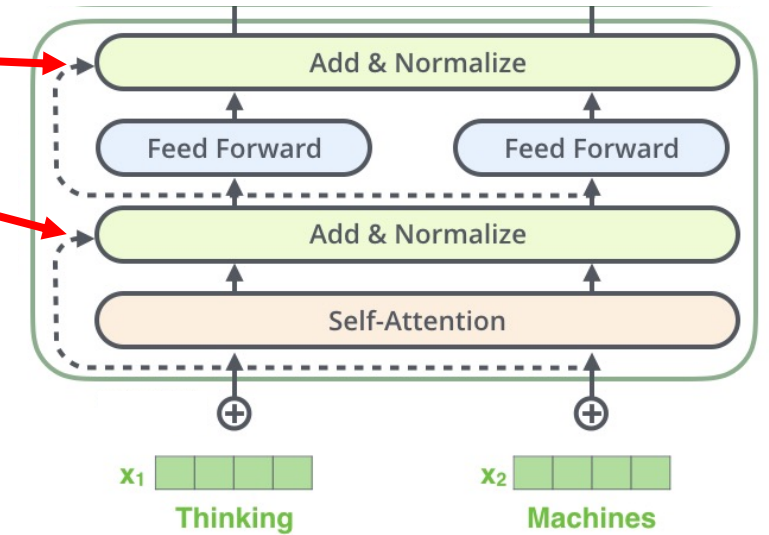 Add & Normalize
Feed Forward Feed Forward
Add & Normalize
Self-Attention
x1 x2
Thinking Machines